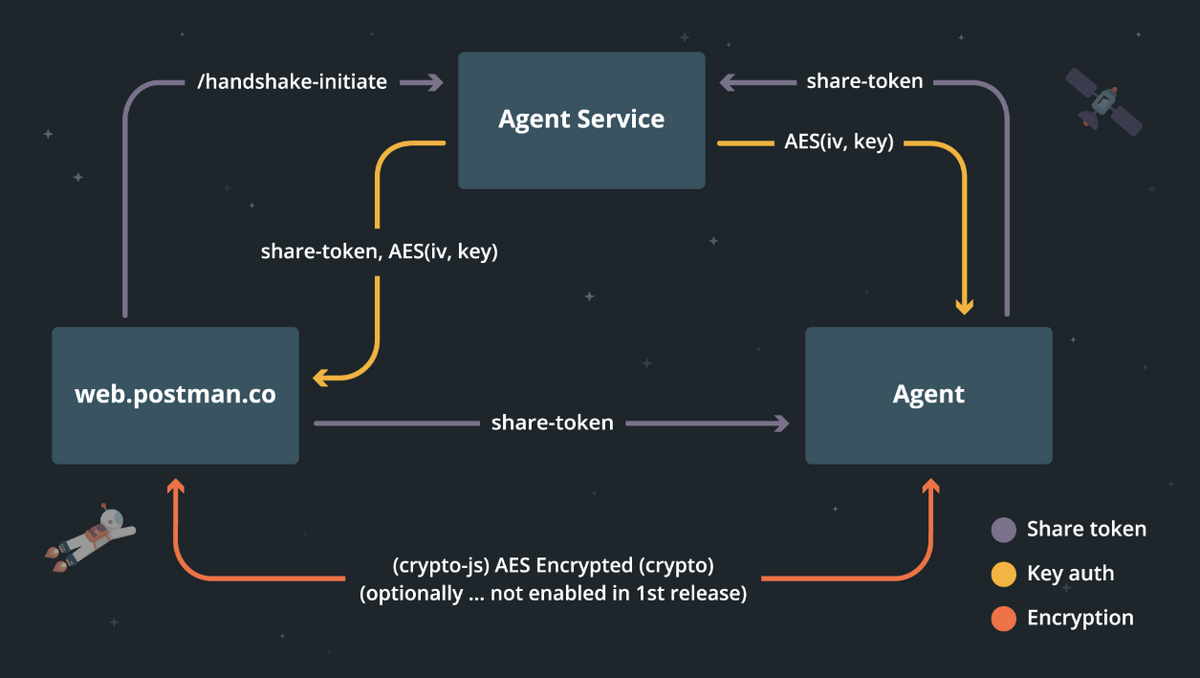 /handshake-initiate
share-token
Agent Service
AES(iv, key)
share-token, AES(iv, key)
web.postman.co
Agent
share-token
Share token
(crypto-js) AES Encrypted (crypto)
(optionally ... not enabled in 1st release)
Key auth
Encryption